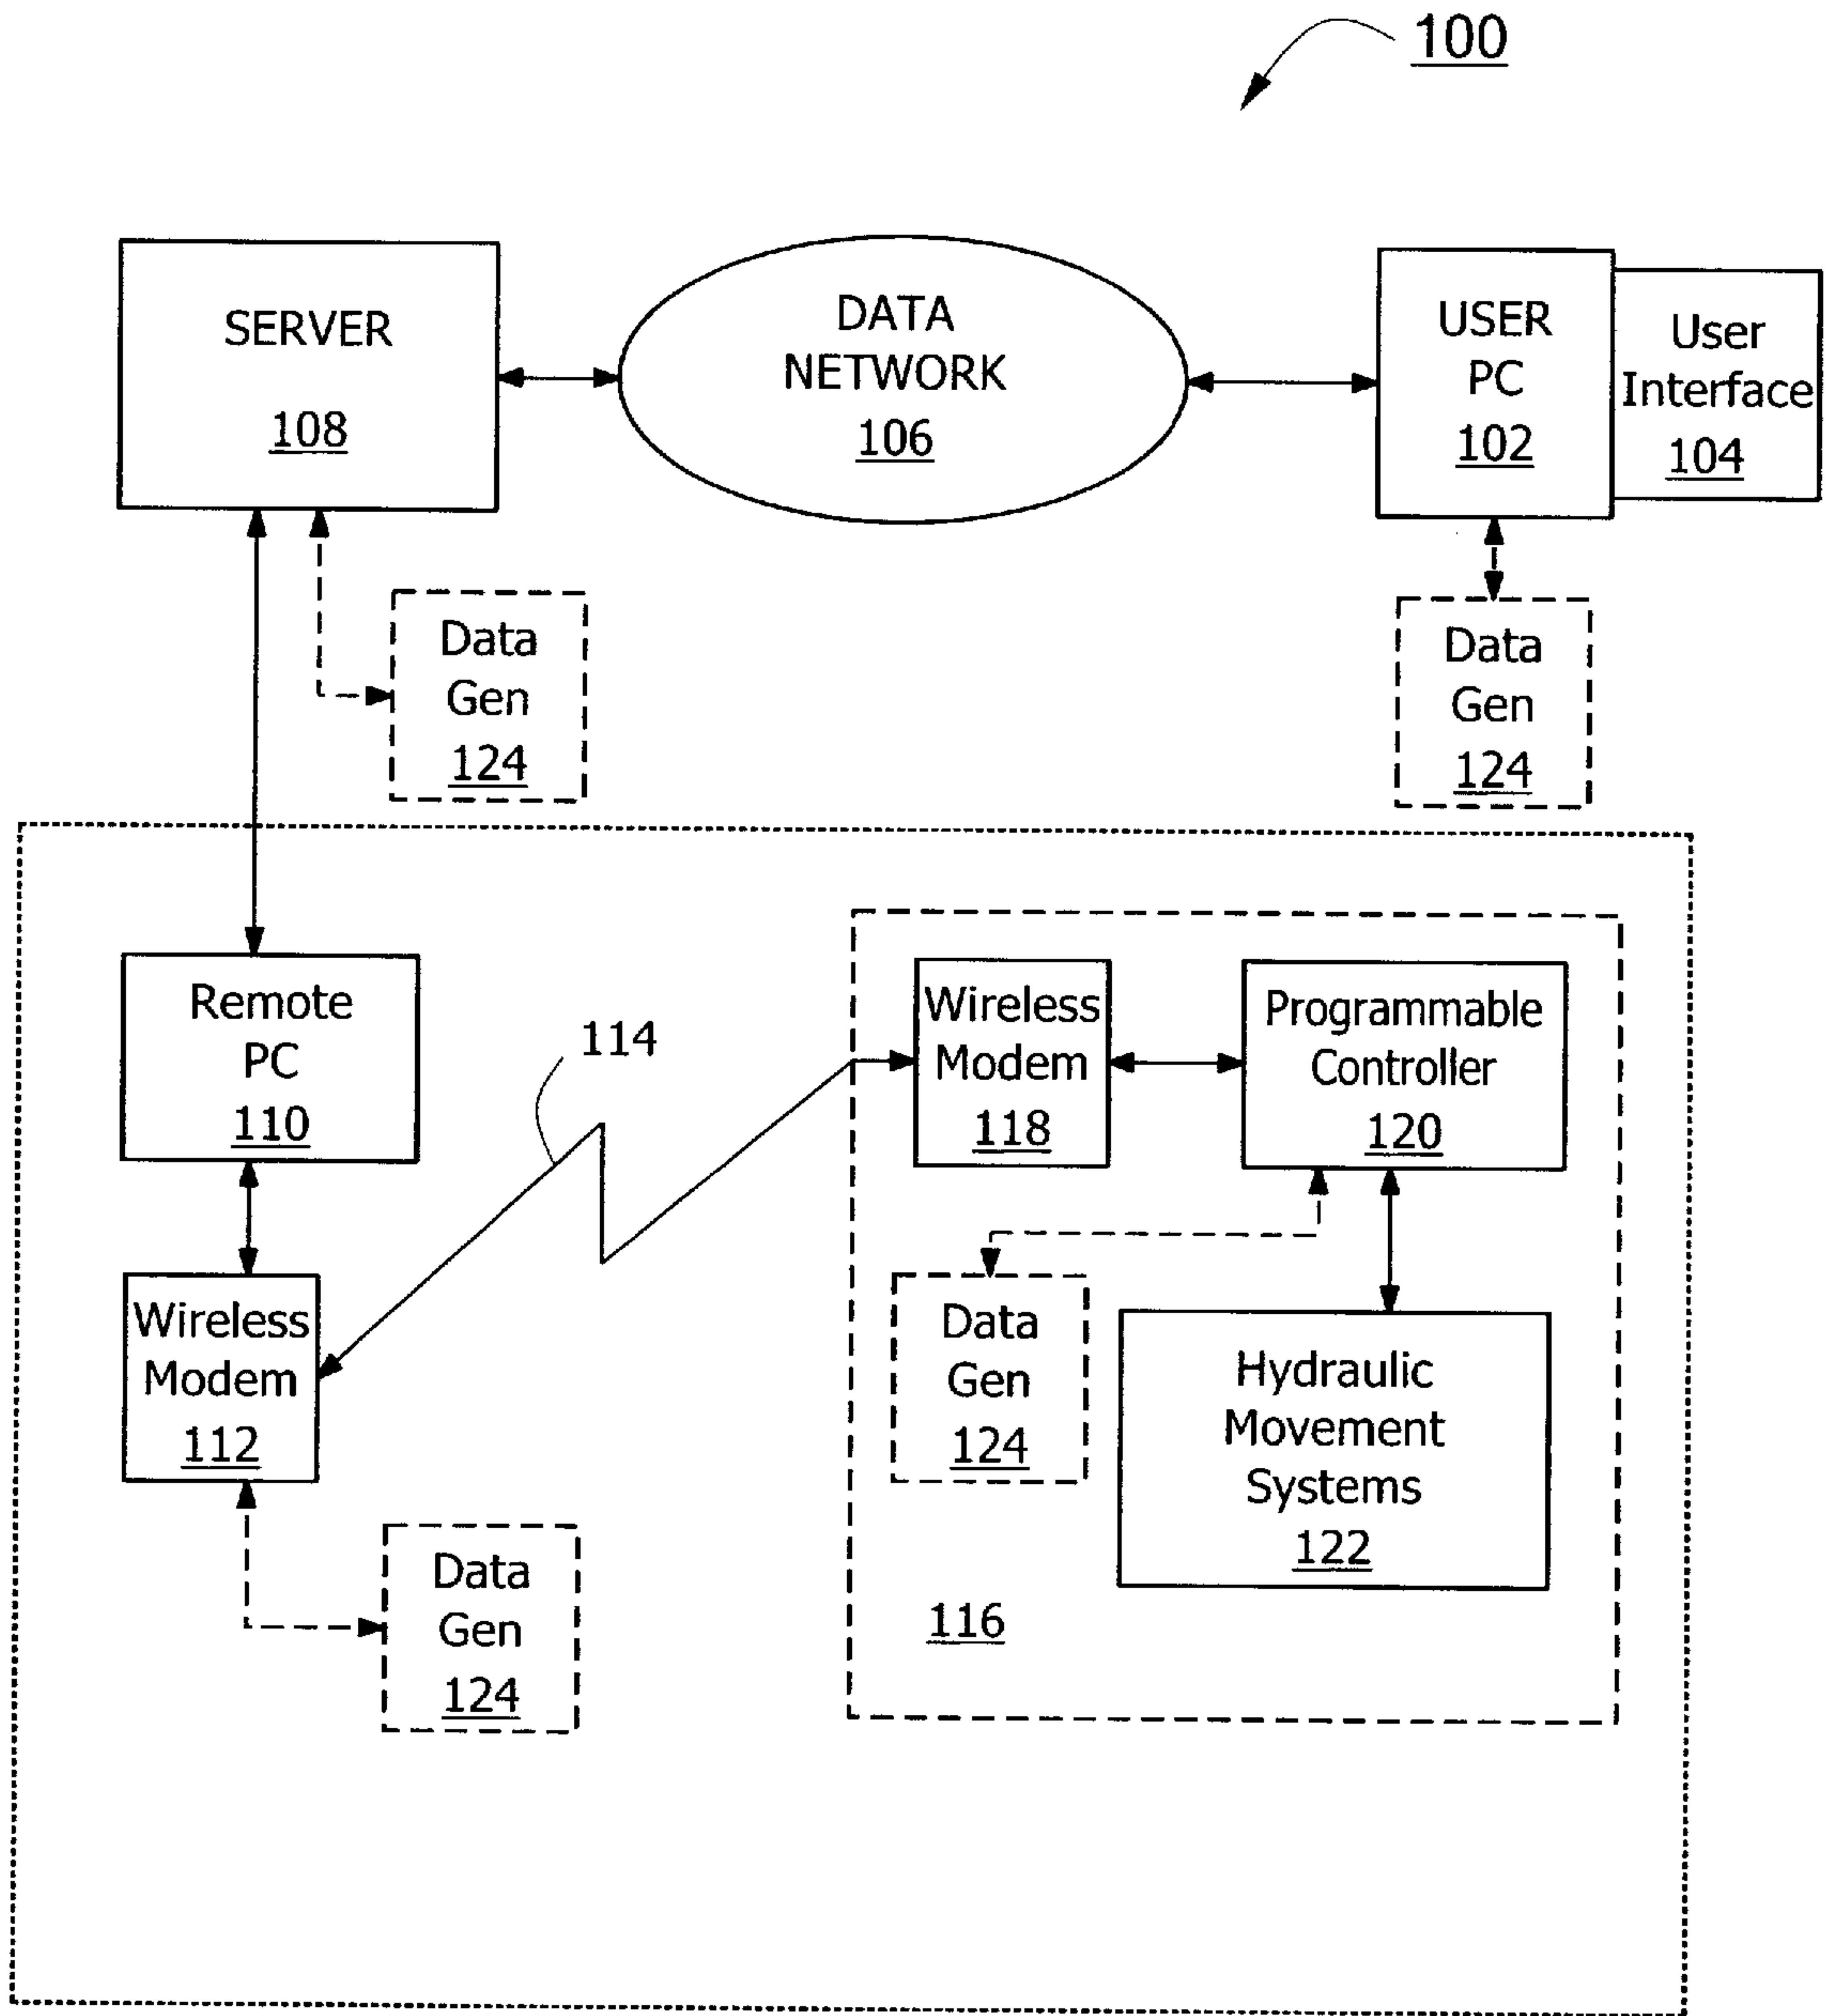 100
SERVER
108
DATA
NETWORK
106
USER
PC
102
User
Interface
104
Data
Gen
124
Data
Gen
124
Remote
PC
110
114
Wireless
Modem
118
Programmable
Controller
120
Wireless
Modem
112
Data
Gen
124
Hydraulic
Movement
Systems
122
Data
Gen
124
116